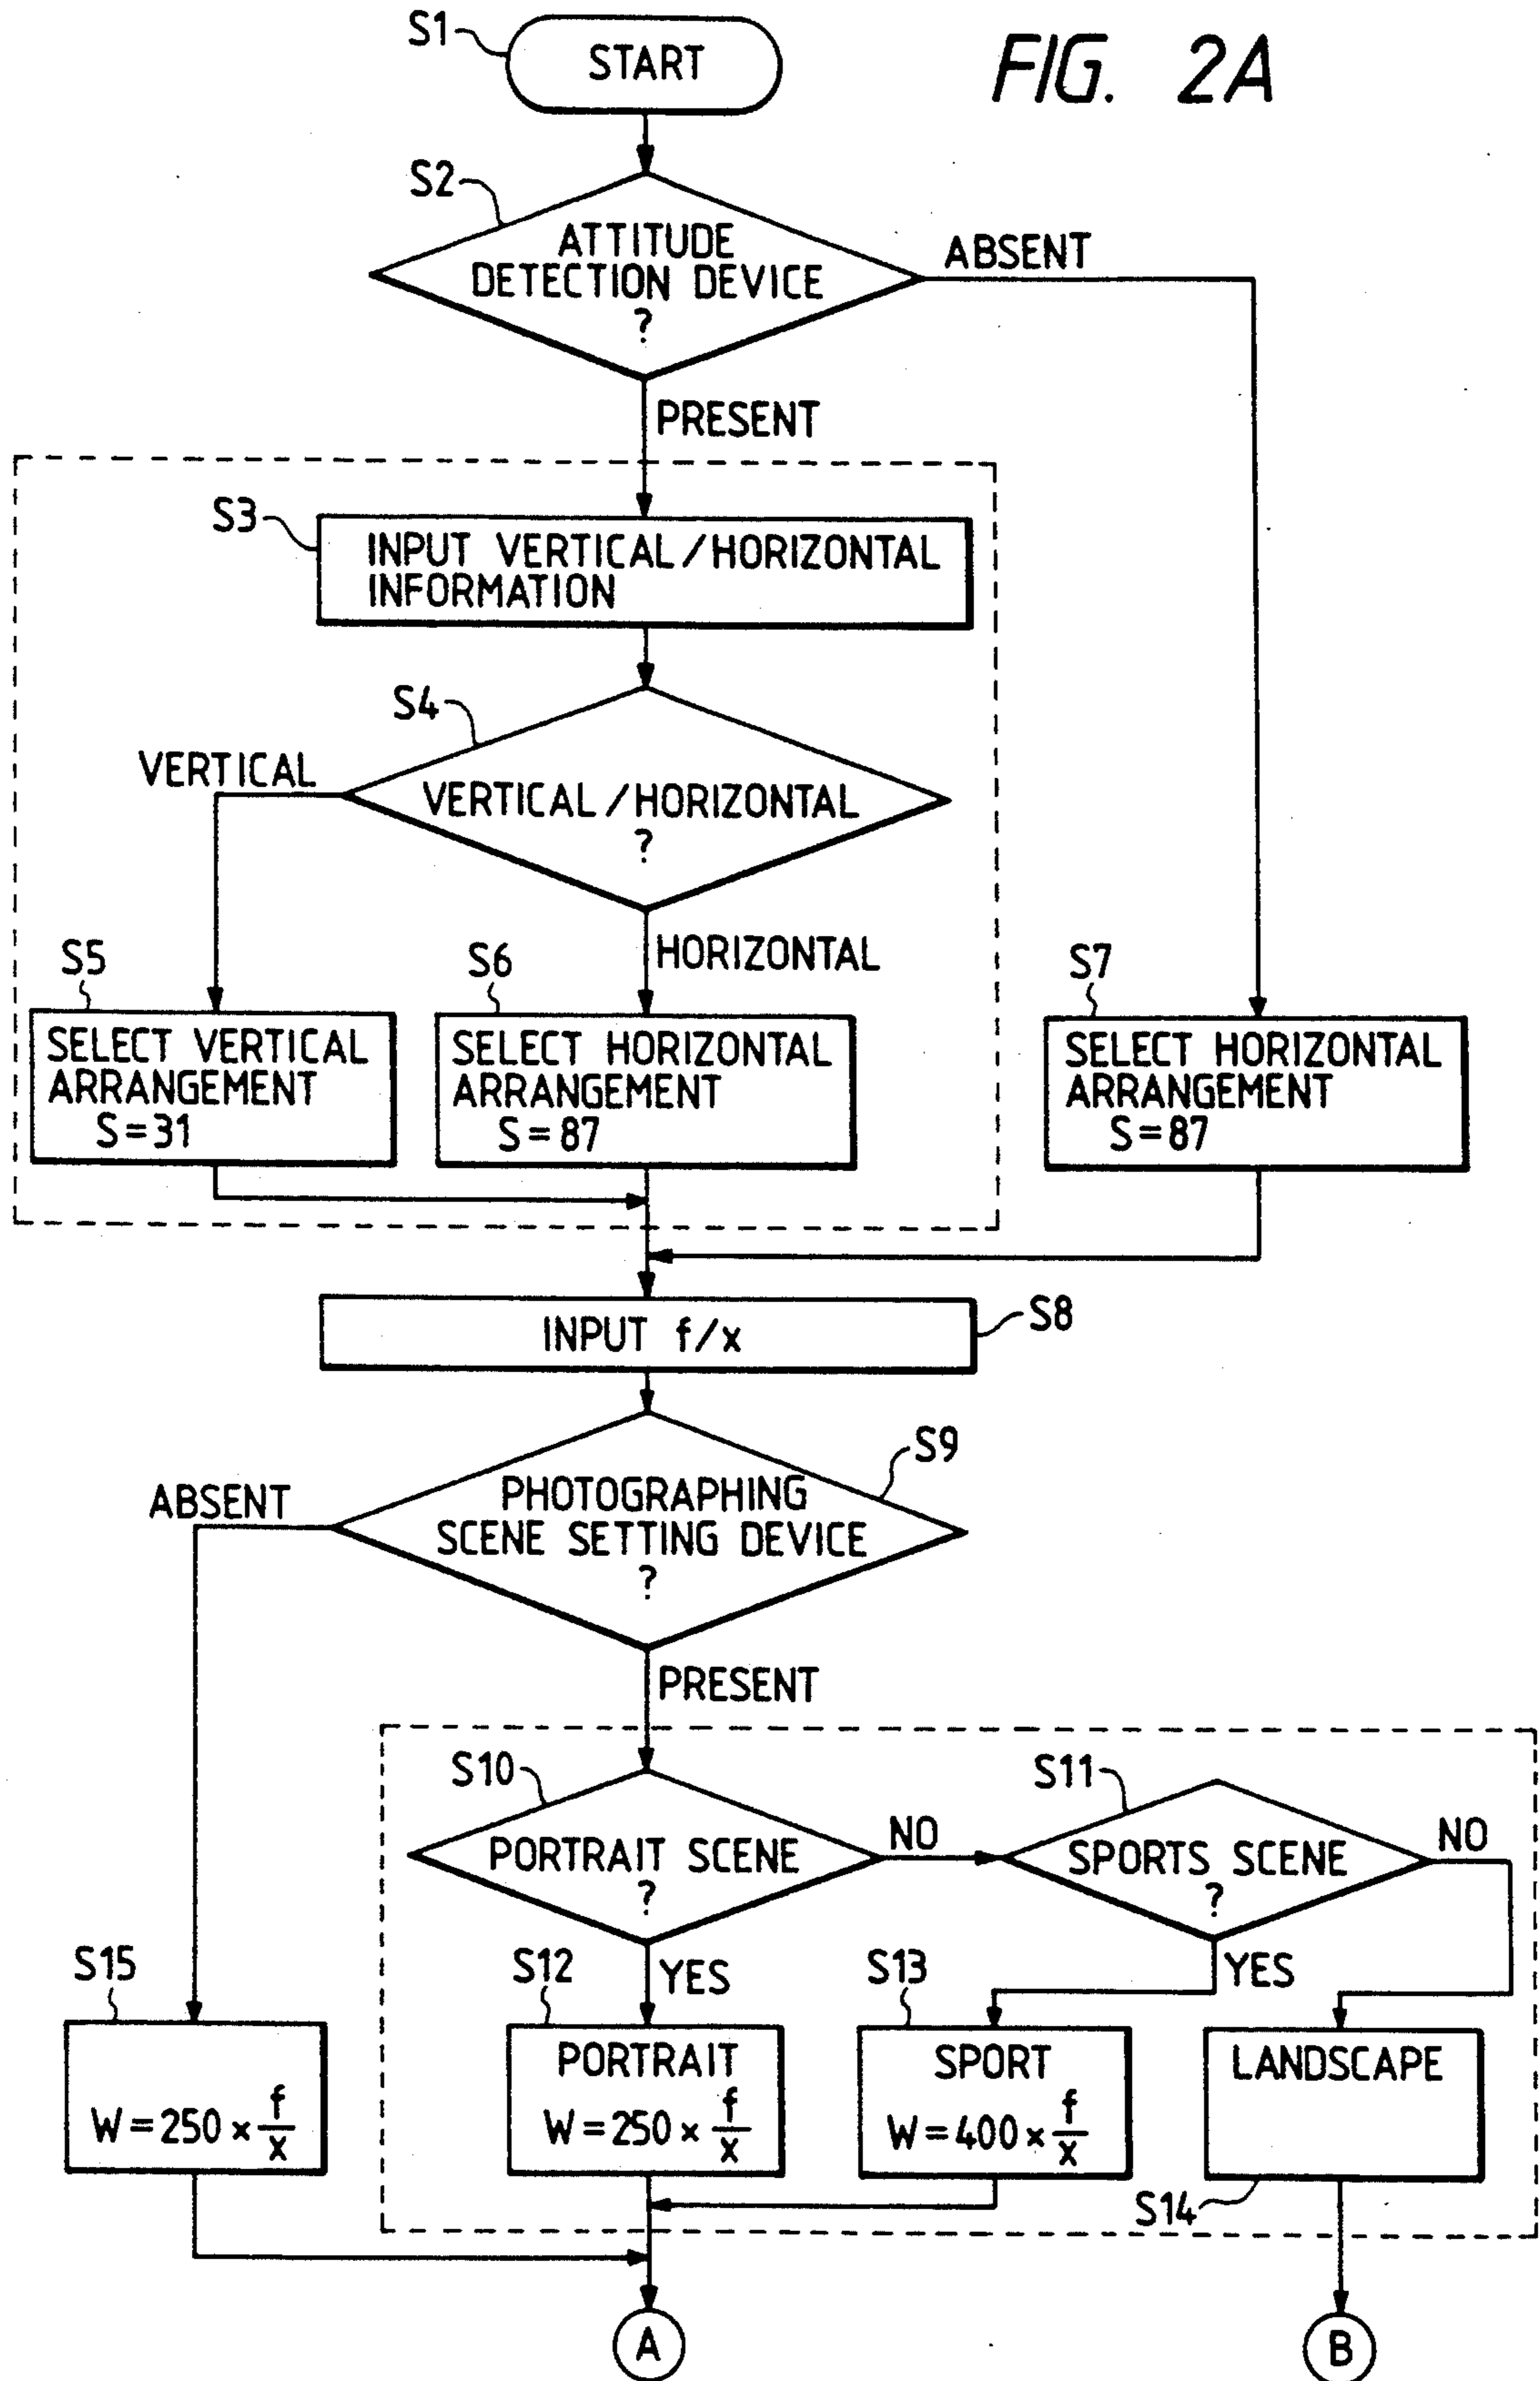 FIG. 2A
S1
START
S2
ATTITUDE
DETECTION DEVICE
?
ABSENT
PRESENT
S3
INPUT VERTICAL/HORIZONTAL
INFORMATION
S4
VERTICAL
VERTICAL/HORIZONTAL
?
HORIZONTAL
S5
SELECT VERTICAL
ARRANGEMENT
S=31
S6
SELECT HORIZONTAL
ARRANGEMENT
S=87
S7
SELECT HORIZONTAL
ARRANGEMENT
S=87
INPUT f/x
S8
S9
ABSENT
PHOTOGRAPHING
SCENE SETTING DEVICE
?
PRESENT
S10
PORTRAIT SCENE
?
NO
S11
SPORTS SCENE
?
NO
YES
YES
S15
W=250×f/x
S12
PORTRAIT
W=250×f/x
S13
SPORT
W=400×f/x
LANDSCAPE
S14
A
B